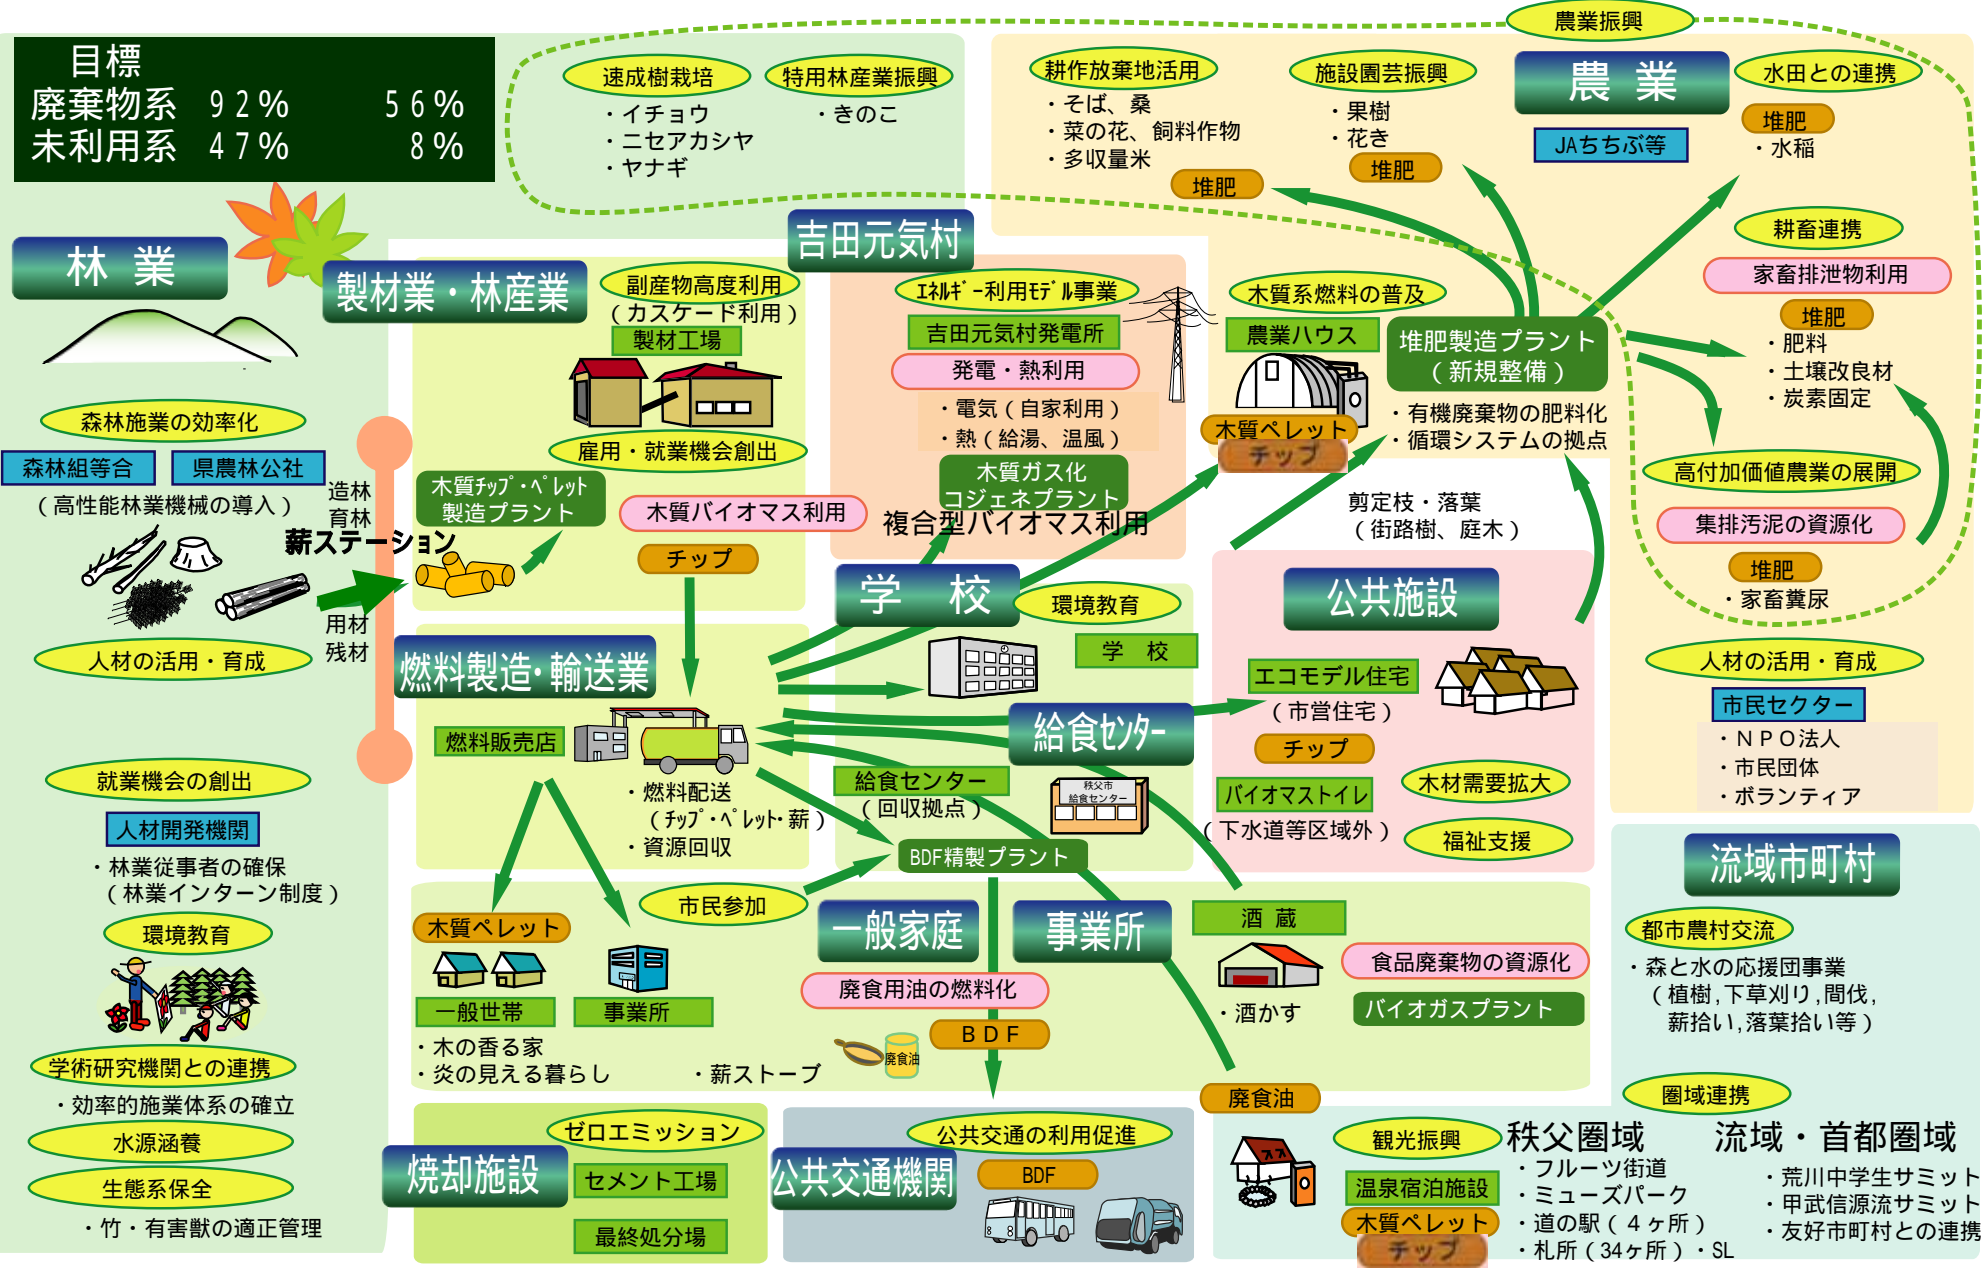 目標
廃棄物系 92% 56%
未利用系 47% 8%
農業振興
速成樹栽培
・イチョウ
・ニセアカシヤ
・ヤナギ
特用林産業振興
・きのこ
耕作放棄地活用
・そば、桑
・菜の花、飼料作物
・多収量米
堆肥
施設園芸振興
・果樹
・花き
堆肥
農 業
JAちちぶ等
水田との連携
堆肥
・水稲
耕畜連携
家畜排泄物利用
堆肥
・肥料
・土壌改良材
・炭素固定
高付加価値農業の展開
集排汚泥の資源化
堆肥
・家畜糞尿
人材の活用・育成
市民セクター
・NPO法人
・市民団体
・ボランティア
林 業
森林施業の効率化
森林組等合
県農林公社
（高性能林業機械の導入）
造林
育林
薪ステーション
用材
残材
人材の活用・育成
就業機会の創出
人材開発機関
・林業従事者の確保
（林業インターン制度）
環境教育
学術研究機関との連携
・効率的施業体系の確立
水源涵養
生態系保全
・竹・有害獣の適正管理
製材業・林産業
副産物高度利用
（カスケード利用）
製材工場
雇用・就業機会創出
木質チップ・ペレット
製造プラント
木質バイオマス利用
チップ
吉田元気村
エネルギー利用モデル事業
吉田元気村発電所
発電・熱利用
・電気（自家利用）
・熱（給湯、温風）
木質ガス化
コジェネプラント
複合型バイオマス利用
木質系燃料の普及
農業ハウス
木質ペレット
チップ
堆肥製造プラント
（新規整備）
・有機廃棄物の肥料化
・循環システムの拠点
剪定枝・落葉
（街路樹、庭木）
燃料製造・輸送業
燃料販売店
・燃料配送
（チップ・ペレット・薪）
・資源回収
学 校
環境教育
学 校
給食センター
給食センター
（回収拠点）
秩父市
給食センター
BDF精製プラント
公共施設
エコモデル住宅
（市営住宅）
チップ
バイオマストイレ
（下水道等区域外）
木材需要拡大
福祉支援
市民参加
木質ペレット
一般世帯
事業所
・木の香る家
・炎の見える暮らし
・薪ストーブ
一般家庭
廃食用油の燃料化
BDF
廃食油
事業所
酒 蔵
・酒かす
食品廃棄物の資源化
バイオガスプラント
廃食油
流域市町村
都市農村交流
・森と水の応援団事業
（植樹,下草刈り,間伐,
薪拾い,落葉拾い等）
圏域連携
焼却施設
ゼロエミッション
セメント工場
最終処分場
公共交通機関
公共交通の利用促進
BDF
観光振興
温泉宿泊施設
木質ペレット
チップ
秩父圏域
・フルーツ街道
・ミューズパーク
・道の駅（４ヶ所）
・札所（34ヶ所）・SL
流域・首都圏域
・荒川中学生サミット
・甲武信源流サミット
・友好市町村との連携